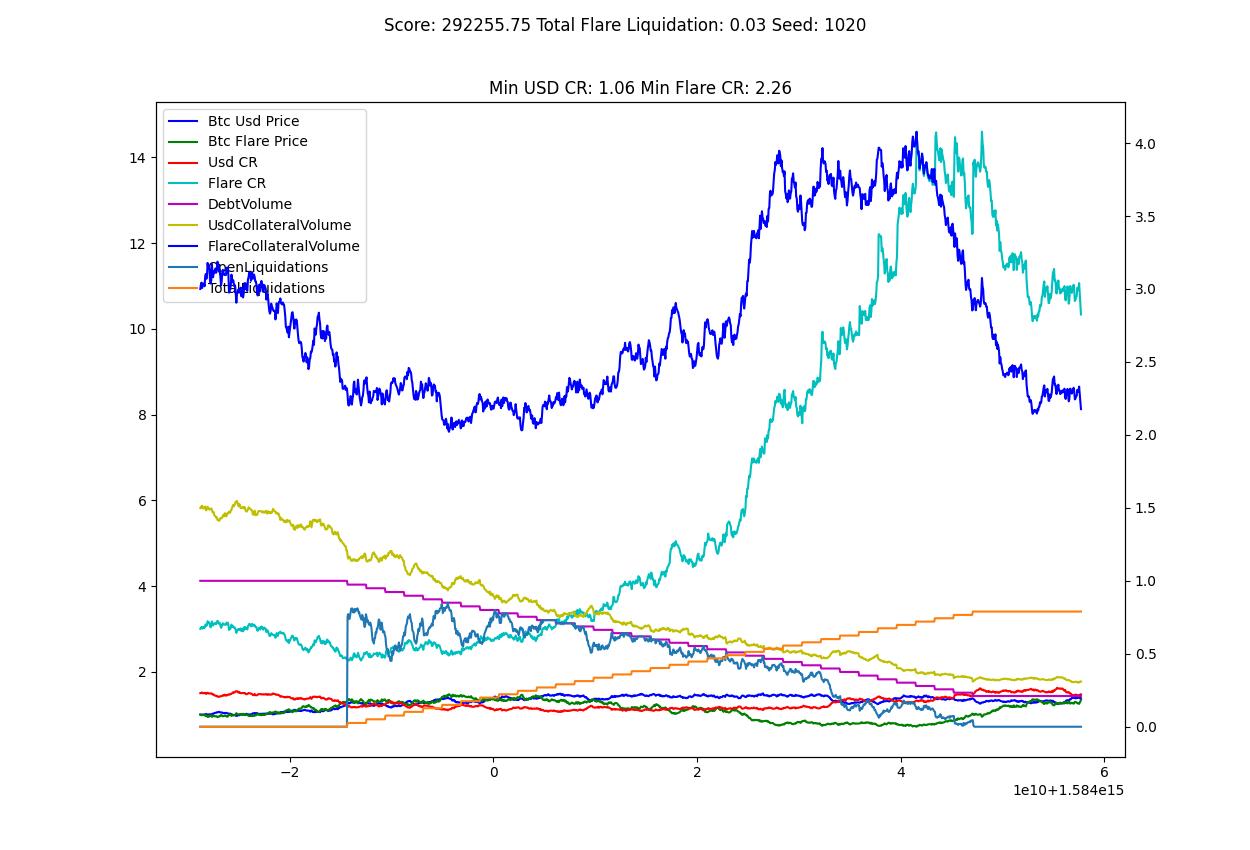 Score: 292255.75 Total Flare Liquidation: 0.03 Seed: 1020
Min USD CR: 1.06 Min Flare CR: 2.26
Btc Usd Price
Btc Flare Price
Usd CR
Flare CR
DebtVolume
UsdCollateralVolume
FlareCollateralVolume
OpenLiquidations
TotalLiquidations
14
12
10
8
6
4
2
4.0
3.5
3.0
2.5
2.0
1.5
1.0
0.5
0.0
−2
0
2
4
6
1e10+1.584e15